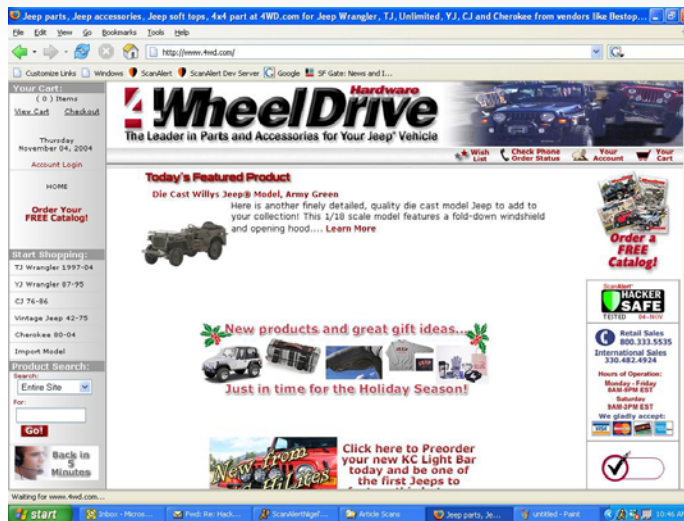 Jeep parts, Jeep accessories, Jeep soft tops, 4x4 part at 4WD.com for Jeep Wrangler, TJ, Unlimited, YJ, CJ and Cherokee from vendors like Bestop...
File Edit View Go Bookmarks Tools Help
http://www.4wd.com/
Customize Links Windows ScanAlert ScanAlert Dev Server Google SF Gate: News and I...
Your Cart:
( 0 ) Items
View Cart Checkout
Thursday
November 04, 2004
Account Login
HOME
Order Your
FREE Catalog!
Start Shopping:
TJ Wrangler 1997-04
YJ Wrangler 87-95
CJ 76-86
Vintage Jeep 42-75
Cherokee 80-04
Import Model
Product Search:
Search:
Entire Site
For:
Go!
Back in
5
Minutes
4WheelDrive
Hardware
The Leader in Parts and Accessories for Your Jeep® Vehicle
Wish
List
Check Phone
Order Status
Your
Account
Your
Cart
Today's Featured Product
Die Cast Willys Jeep® Model, Army Green
Here is another finely detailed, quality die cast model Jeep to add to
your collection! This 1/18 scale model features a fold-down windshield
and opening hood.... Learn More
New products and great gift ideas...
Just in time for the Holiday Season!
New from
HiLites
Click here to Preorder
your new KC Light Bar
today and be one of
the first Jeeps to
Order a
FREE
Catalog!
ScanAlert
HACKER
SAFE
TESTED 04-NOV
Retail Sales
800.333.5535
International Sales
330.482.4924
Hours of Operation:
Monday - Friday
8AM-9PM EST
Saturday
9AM-2PM EST
We gladly accept:
VISA
Waiting for www.4wd.com...
start
Inbox - Micros...
Fwd: Re: Hack...
ScanAlertNigel'...
Article Scans
Jeep parts, Je...
untitled - Paint
10:46 AM